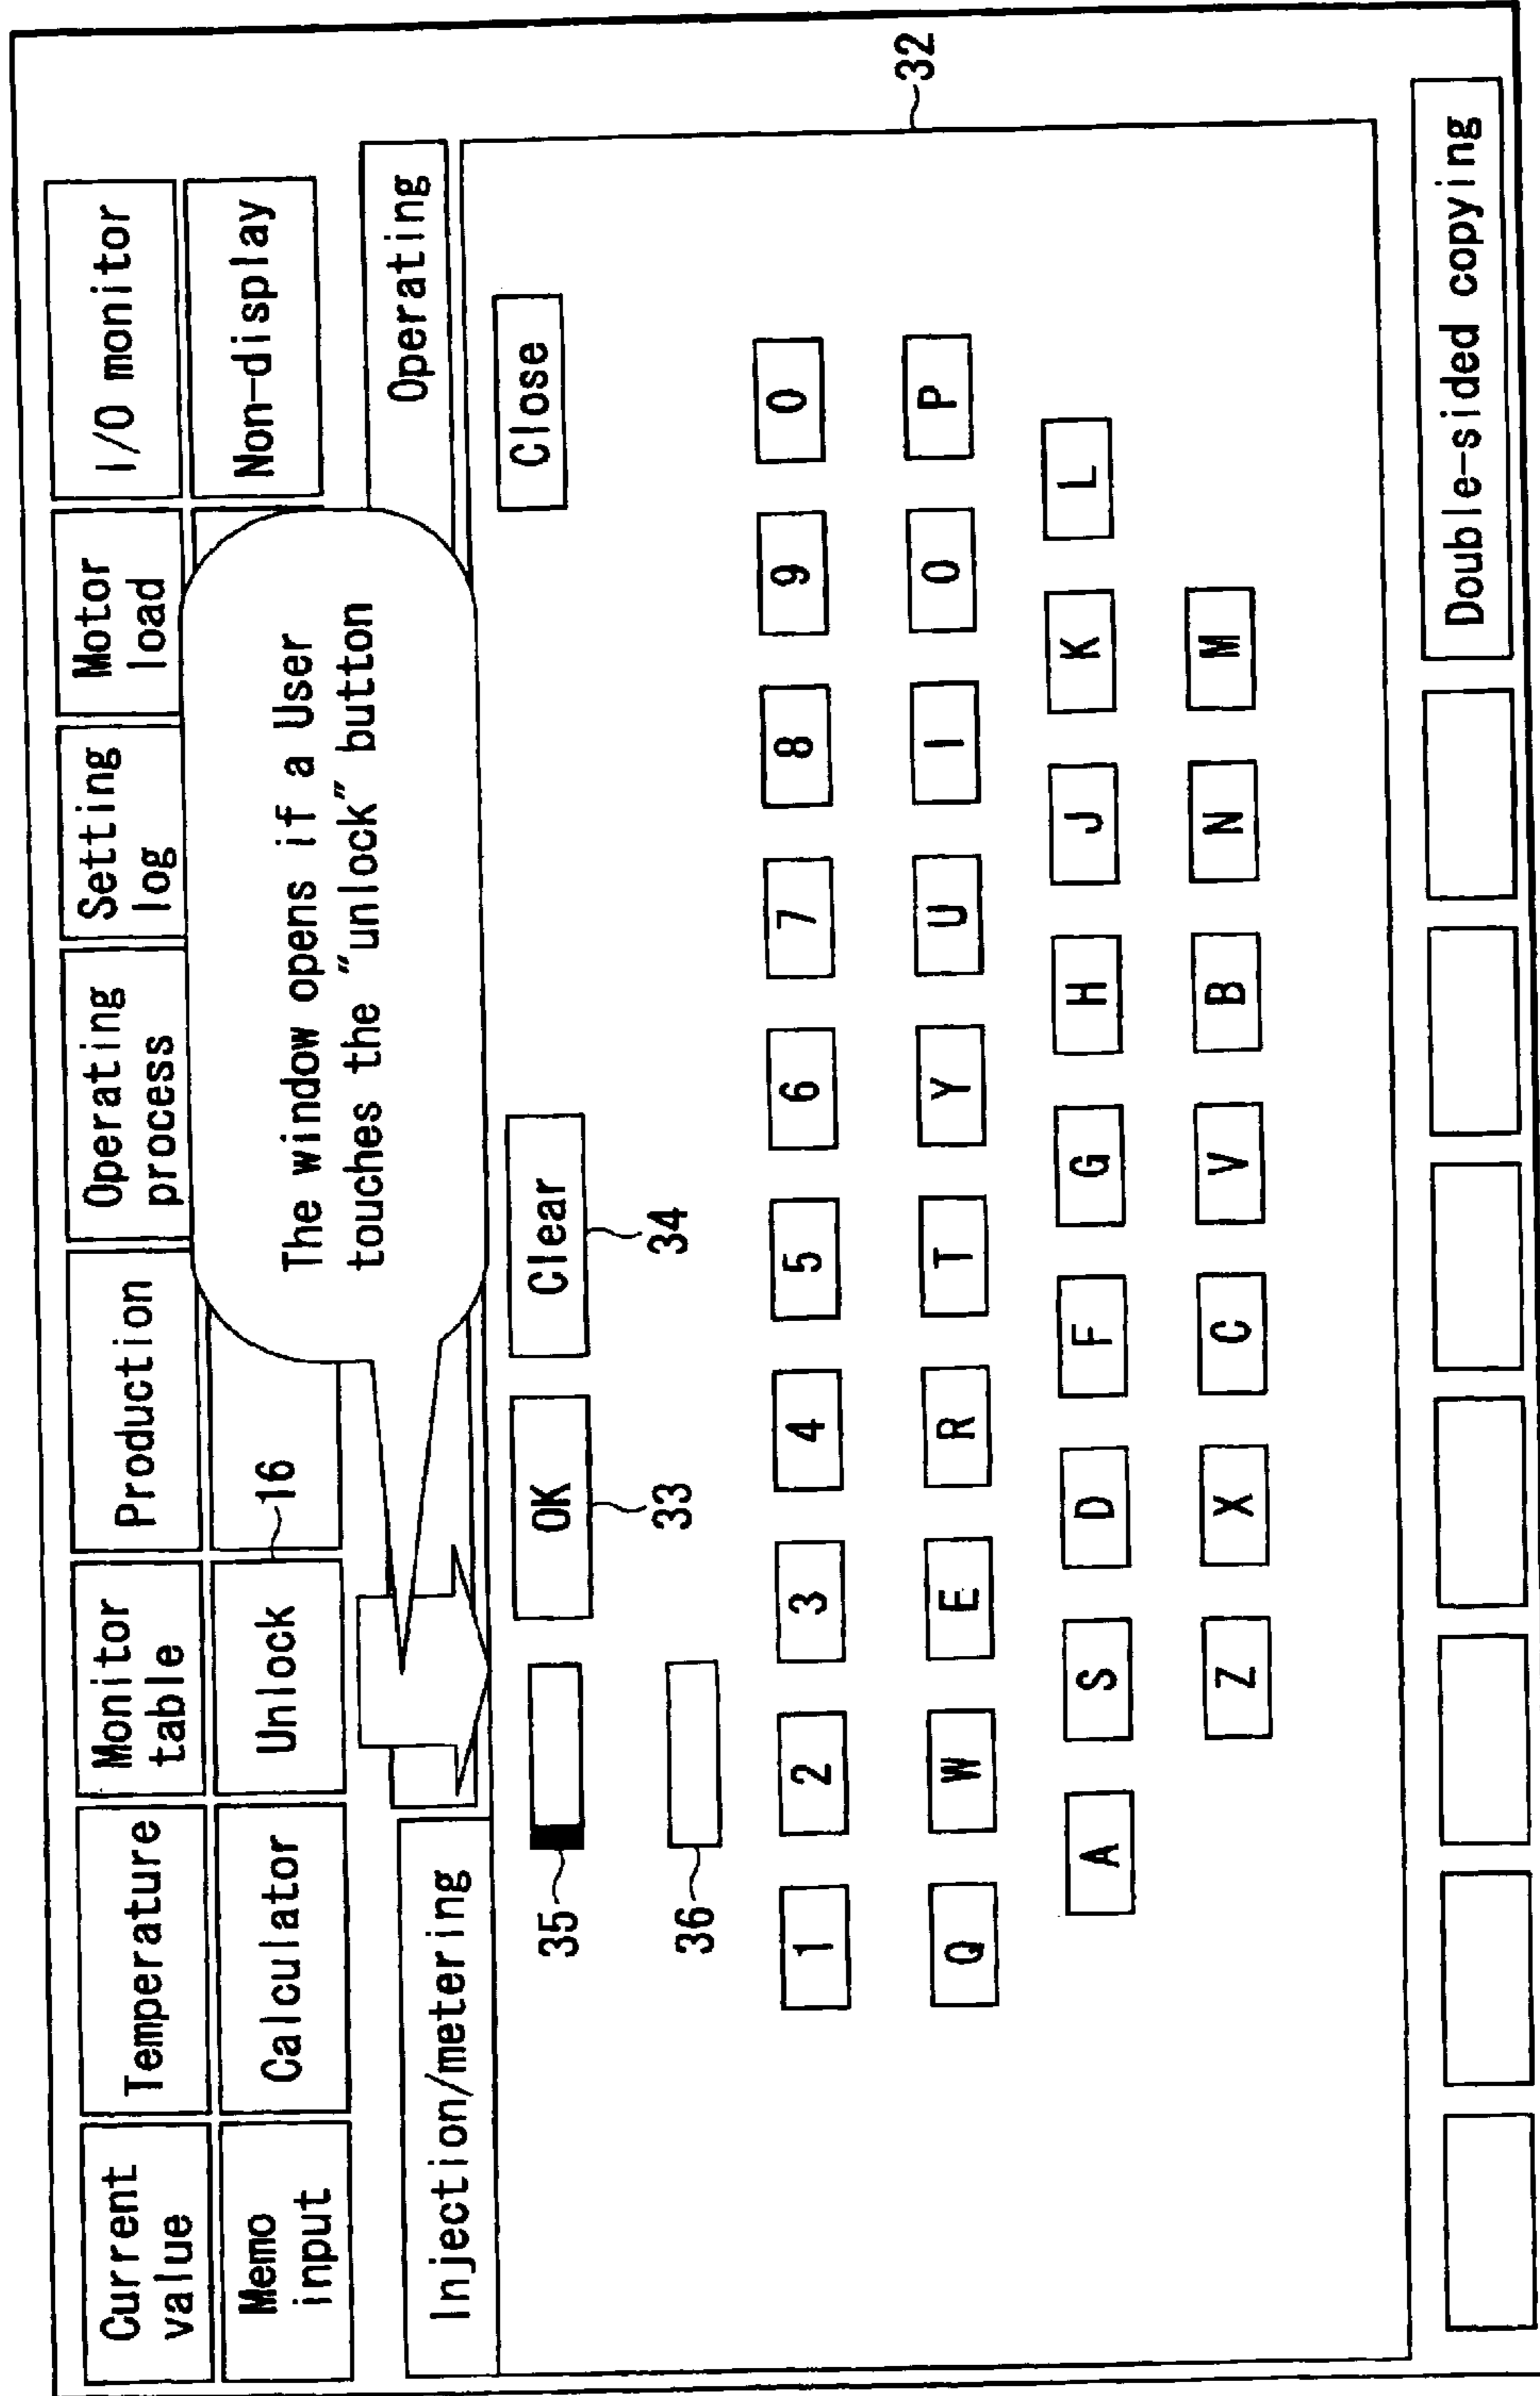 Current value
Temperature
Monitor table
Production
Operating process
Setting log
Motor load
I/O monitor
Memo input
Calculator
Unlock
16
Non-display
The window opens if a User
touches the "unlock" button
Injection/metering
Operating
35
OK
33
Clear
34
Close
32
36
1 2 3 4 5 6 7 8 9 0
Q W E R T Y U I O P
A S D F G H J K L
Z X C V B N M
Double-sided copying